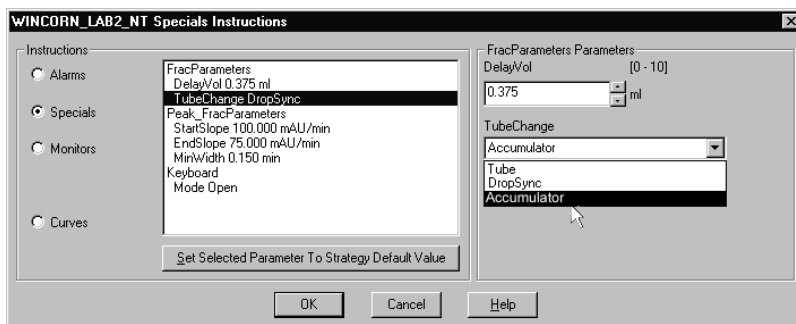 WINCORN_LAB2_NT Specials Instructions
Instructions
Alarms
Specials
Monitors
Curves
FracParameters
DelayVol 0.375 ml
TubeChange DropSync
Peak_FracParameters
StartSlope 100.000 mAU/min
EndSlope 75.000 mAU/min
MinWidth 0.150 min
Keyboard
Mode Open
Set Selected Parameter To Strategy Default Value
FracParameters Parameters
DelayVol [0 - 10]
0.375 ml
TubeChange
Accumulator
Tube
DropSync
Accumulator
OK Cancel Help